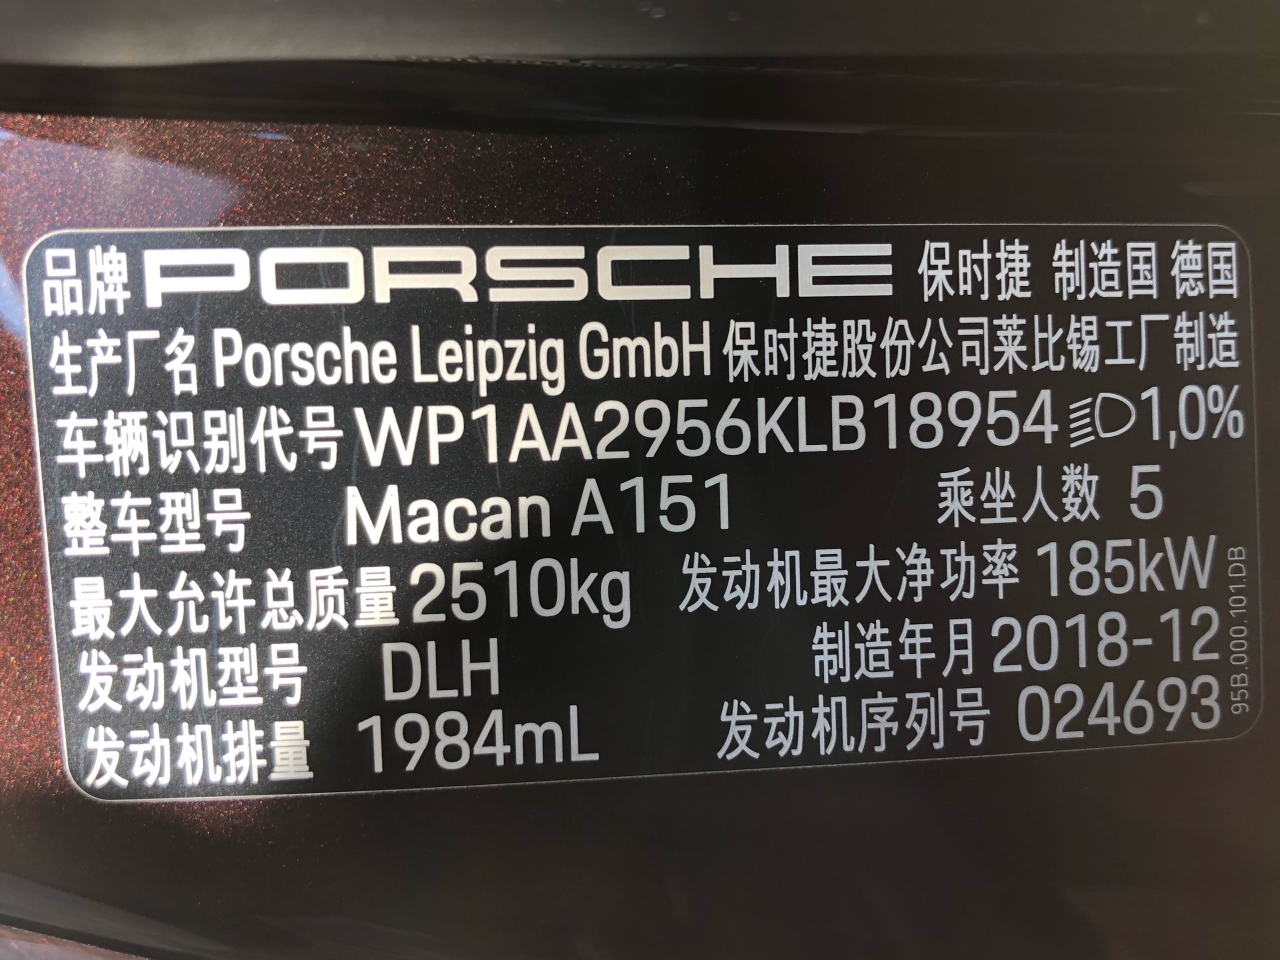 品牌 PORSCHE 保时捷 制造国 德国
生产厂名 Porsche Leipzig GmbH 保时捷股份公司莱比锡工厂制造
车辆识别代号 WP1AA2956KLB18954 1,0%
整车型号 Macan A151 乘坐人数 5
最大允许总质量 2510kg 发动机最大净功率 185kW
发动机型号 DLH 制造年月 2018-12
发动机排量 1984mL 发动机序列号 024693
95B.000.101.DB